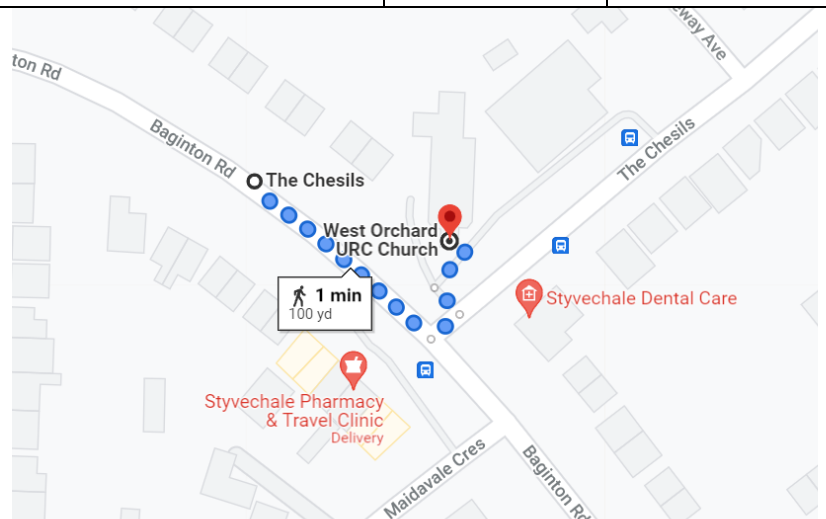 ton Rd
eway Ave
Baginton Rd
The Chesils
The Chesils
West Orchard
URC Church
1 min
100 yd
Styvechale Dental Care
Styvechale Pharmacy
& Travel Clinic
Delivery
Maidavale Cres
Baginton Rd